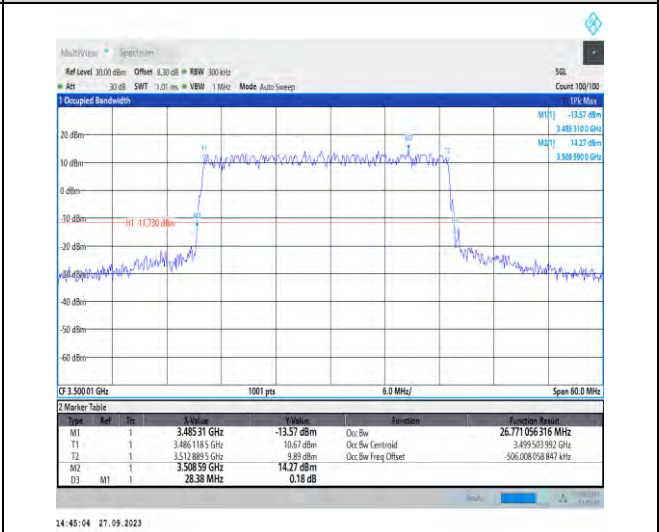 MultiView Spectrum
Ref Level 30.00 dBm Offset 8.30 dB RBW 300 kHz SGL
Att 30 dB SWT 1.01 ms VBW 1 MHz Mode Auto Sweep Count 100/100
1 Occupied Bandwidth 1Pk Max
M1[1] -13.57 dBm
3.485 310 0 GHz
M2[1] 14.27 dBm
3.508 590 0 GHz
20 dBm
T1 M2 T2
10 dBm
0 dBm
-10 dBm
M1
H1 -11.730 dBm
-20 dBm
-30 dBm
-40 dBm
-50 dBm
-60 dBm
CF 3.500 01 GHz 1001 pts 6.0 MHz/ Span 60.0 MHz
2 Marker Table
Type Ref Trc X-Value Y-Value Function Function Result
M1 1 3.485 31 GHz -13.57 dBm Occ Bw 26.771 056 316 MHz
T1 1 3.486 118 5 GHz 10.67 dBm Occ Bw Centroid 3.499 503 992 GHz
T2 1 3.512 889 5 GHz 9.89 dBm Occ Bw Freq Offset -506.008 058 847 kHz
M2 1 3.508 59 GHz 14.27 dBm
D3 M1 1 28.38 MHz 0.18 dB
14:45:04 27.09.2023